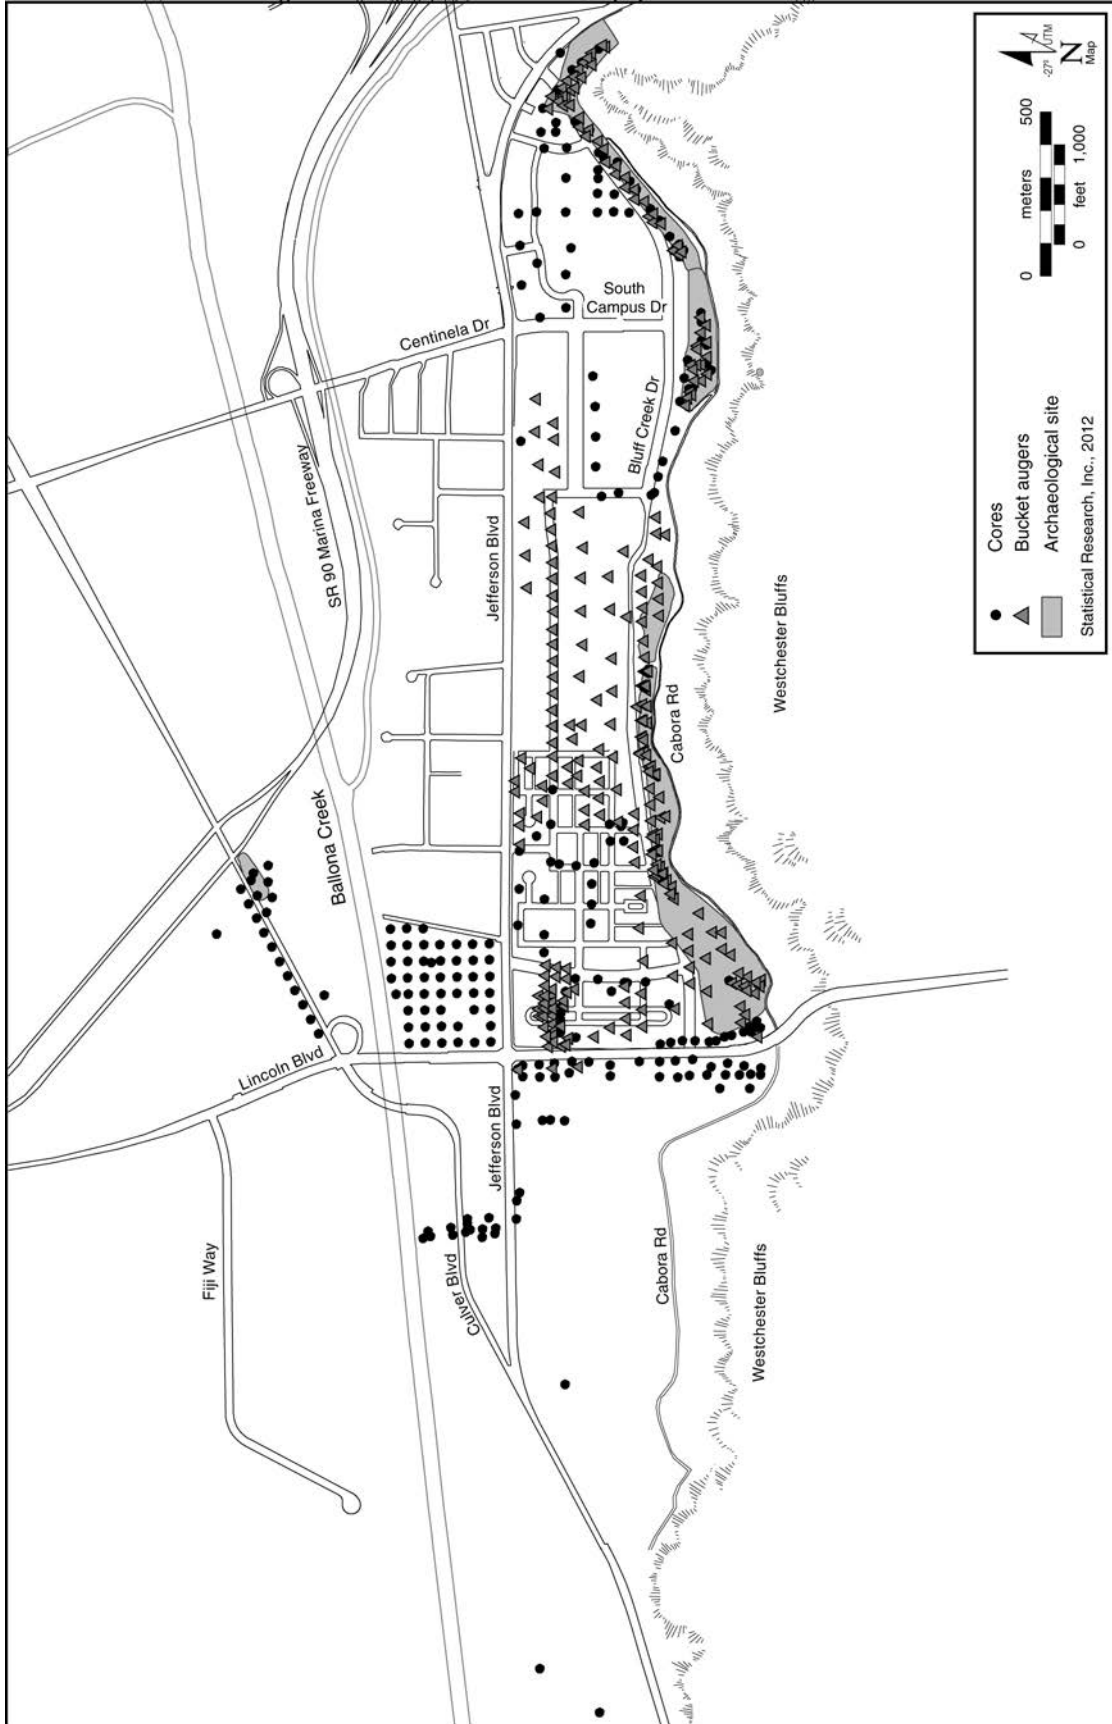 Fiji Way
Lincoln Blvd
Culver Blvd
Jefferson Blvd
Ballona Creek
SR 90 Marina Freeway
Centinela Dr
Jefferson Blvd
South
Campus Dr
Bluff Creek Dr
Cabora Rd
Cabora Rd
Westchester Bluffs
Westchester Bluffs
Cores
Bucket augers
Archaeological site
Statistical Research, Inc., 2012
0 meters 500
0 feet 1,000
-27°
UTM
N
Map